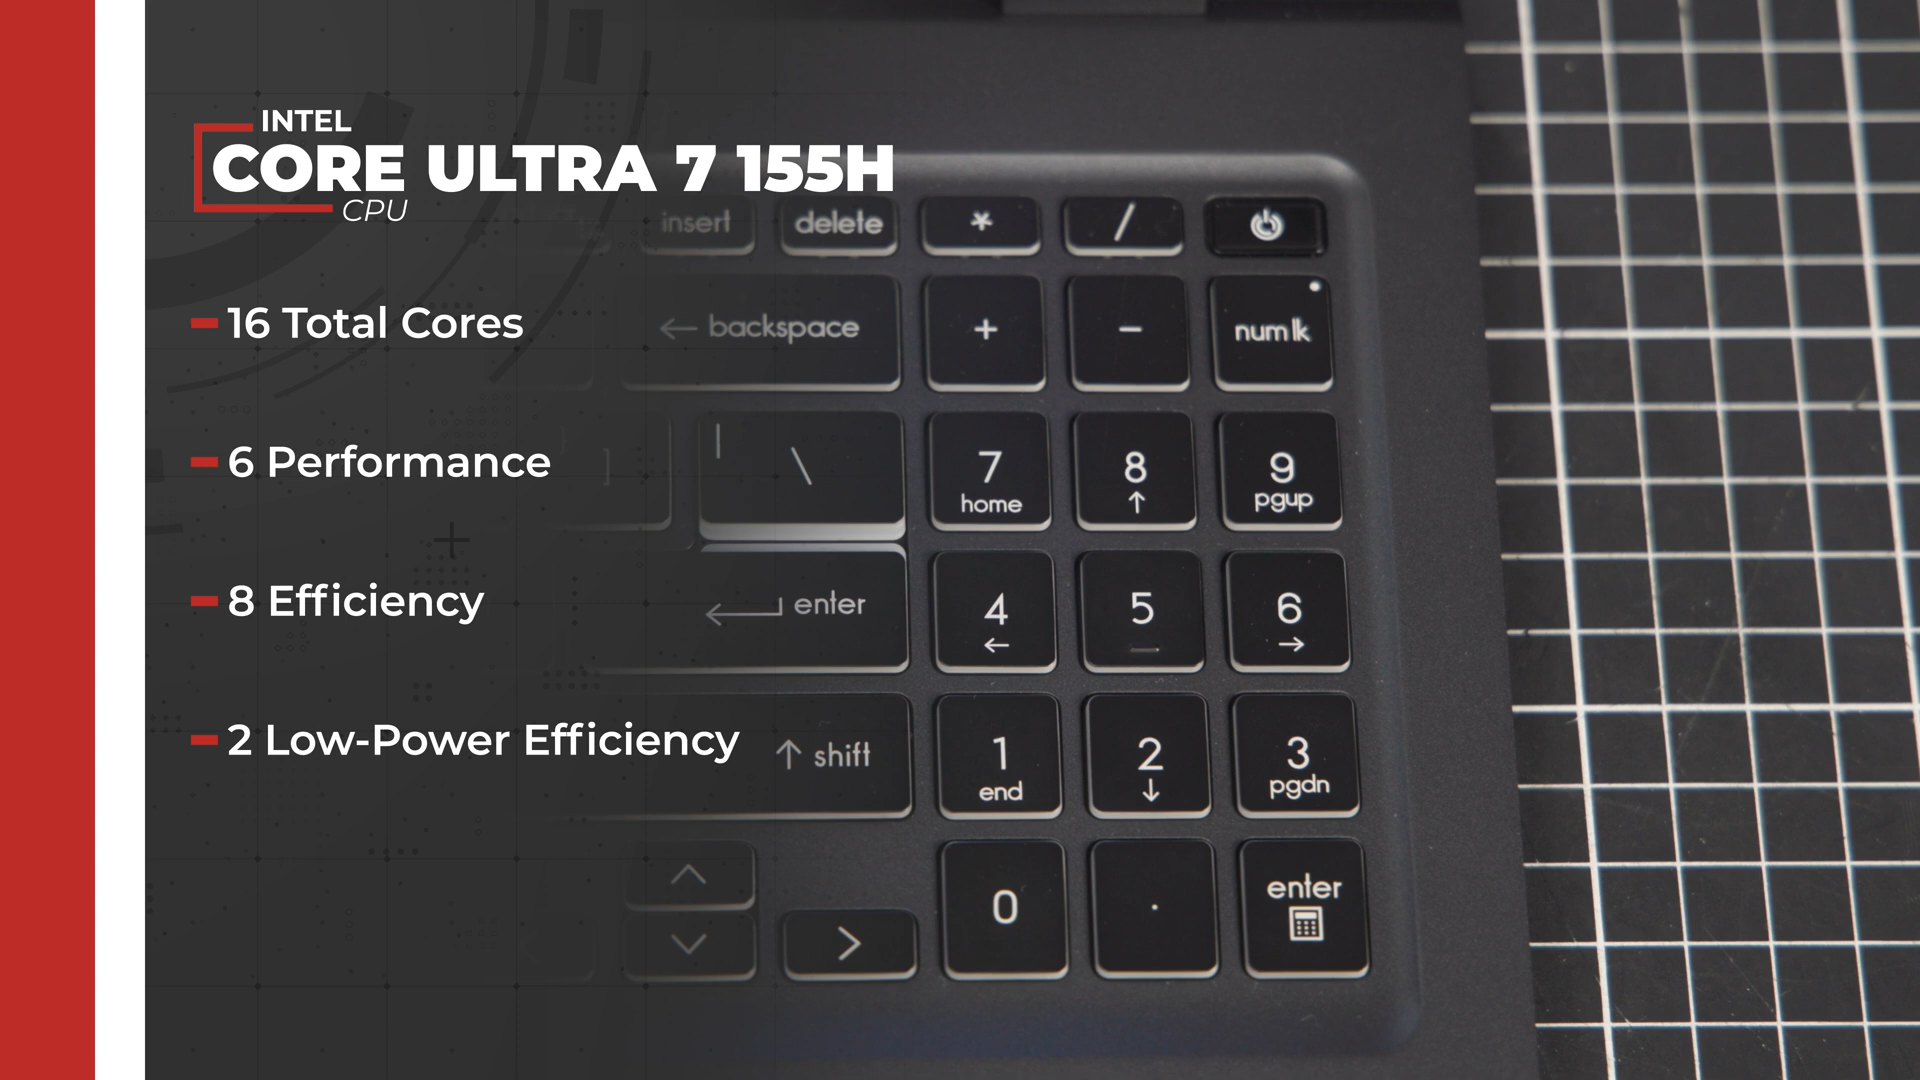 INTEL
CORE ULTRA 7 155H
CPU
16 Total Cores
6 Performance
8 Efficiency
2 Low-Power Efficiency
insert delete * /
← backspace + - num lk
] | \ 7 home 8 ↑ 9 pgup
enter 4 ← 5 6 →
↑ shift 1 end 2 ↓ 3 pgdn
0 . enter